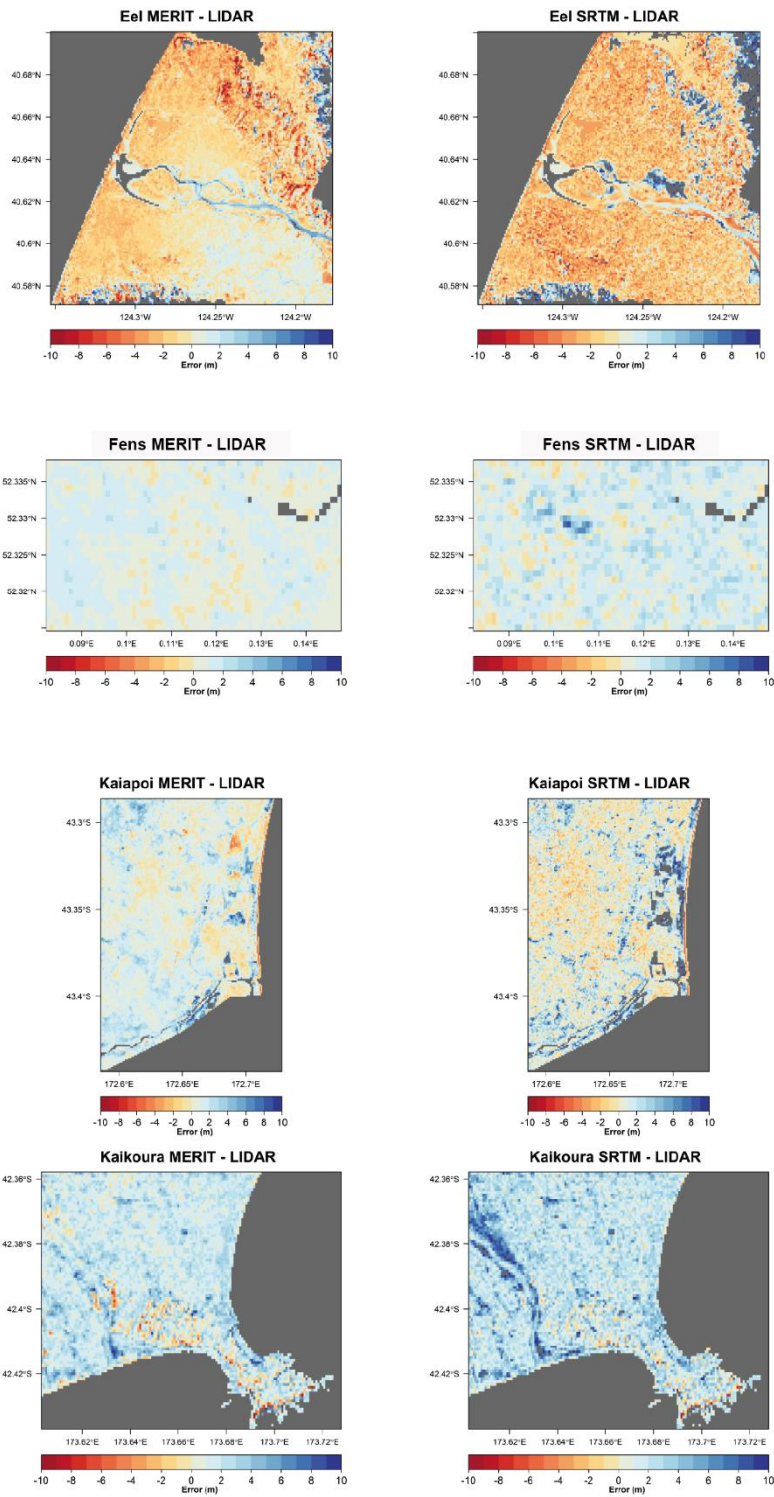 Eel MERIT - LIDAR
40.68°N
40.66°N
40.64°N
40.62°N
40.6°N
40.58°N
124.3°W 124.25°W 124.2°W
-10 -8 -6 -4 -2 0 2 4 6 8 10
Error (m)
Eel SRTM - LIDAR
40.68°N
40.66°N
40.64°N
40.62°N
40.6°N
40.58°N
124.3°W 124.25°W 124.2°W
-10 -8 -6 -4 -2 0 2 4 6 8 10
Error (m)
Fens MERIT - LIDAR
52.335°N
52.33°N
52.325°N
52.32°N
0.09°E 0.1°E 0.11°E 0.12°E 0.13°E 0.14°E
-10 -8 -6 -4 -2 0 2 4 6 8 10
Error (m)
Fens SRTM - LIDAR
52.335°N
52.33°N
52.325°N
52.32°N
0.09°E 0.1°E 0.11°E 0.12°E 0.13°E 0.14°E
-10 -8 -6 -4 -2 0 2 4 6 8 10
Error (m)
Kaiapoi MERIT - LIDAR
43.3°S
43.35°S
43.4°S
172.6°E 172.65°E 172.7°E
-10 -8 -6 -4 -2 0 2 4 6 8 10
Error (m)
Kaiapoi SRTM - LIDAR
43.3°S
43.35°S
43.4°S
172.6°E 172.65°E 172.7°E
-10 -8 -6 -4 -2 0 2 4 6 8 10
Error (m)
Kaikoura MERIT - LIDAR
42.36°S
42.38°S
42.4°S
42.42°S
173.62°E 173.64°E 173.66°E 173.68°E 173.7°E 173.72°E
-10 -8 -6 -4 -2 0 2 4 6 8 10
Error (m)
Kaikoura SRTM - LIDAR
42.36°S
42.38°S
42.4°S
42.42°S
173.62°E 173.64°E 173.66°E 173.68°E 173.7°E 173.72°E
-10 -8 -6 -4 -2 0 2 4 6 8 10
Error (m)